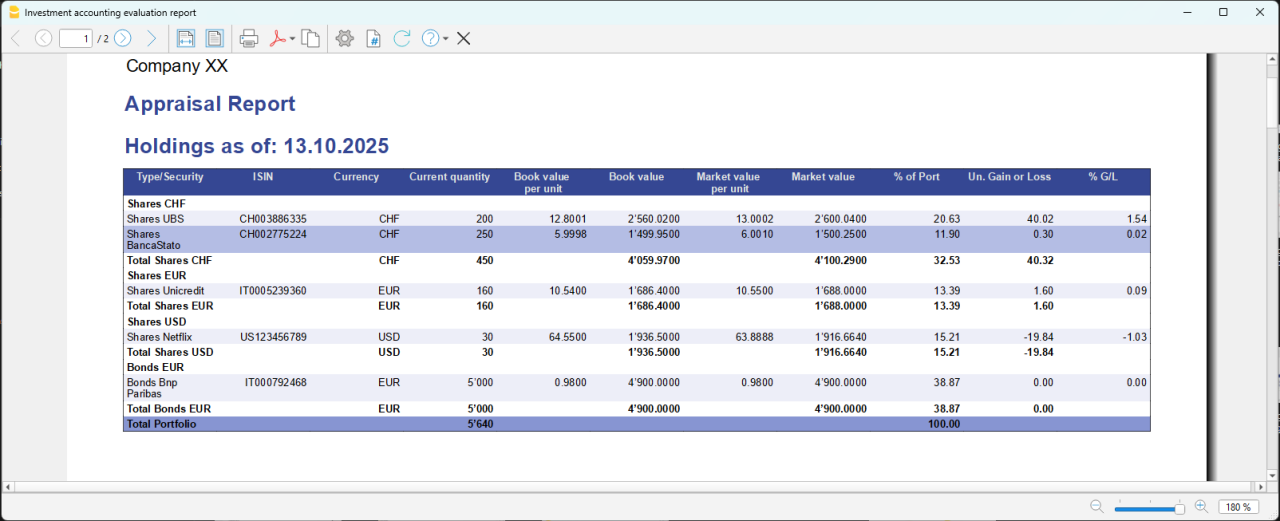 Investment accounting evaluation report
1 / 2
Company XX
Appraisal Report
Holdings as of: 13.10.2025
Type/Security ISIN Currency Current quantity Book value per unit Book value Market value per unit Market value % of Port Un. Gain or Loss % G/L
Shares CHF
Shares UBS CH003886335 CHF 200 12.8001 2'560.0200 13.0002 2'600.0400 20.63 40.02 1.54
Shares BancaStato CH002775224 CHF 250 5.9998 1'499.9500 6.0010 1'500.2500 11.90 0.30 0.02
Total Shares CHF CHF 450 4'059.9700 4'100.2900 32.53 40.32
Shares EUR
Shares Unicredit IT0005239360 EUR 160 10.5400 1'686.4000 10.5500 1'688.0000 13.39 1.60 0.09
Total Shares EUR EUR 160 1'686.4000 1'688.0000 13.39 1.60
Shares USD
Shares Netflix US123456789 USD 30 64.5500 1'936.5000 63.8888 1'916.6640 15.21 -19.84 -1.03
Total Shares USD USD 30 1'936.5000 1'916.6640 15.21 -19.84
Bonds EUR
Bonds Bnp Paribas IT000792468 EUR 5'000 0.9800 4'900.0000 0.9800 4'900.0000 38.87 0.00 0.00
Total Bonds EUR EUR 5'000 4'900.0000 4'900.0000 38.87 0.00
Total Portfolio 5'640 100.00
180 %